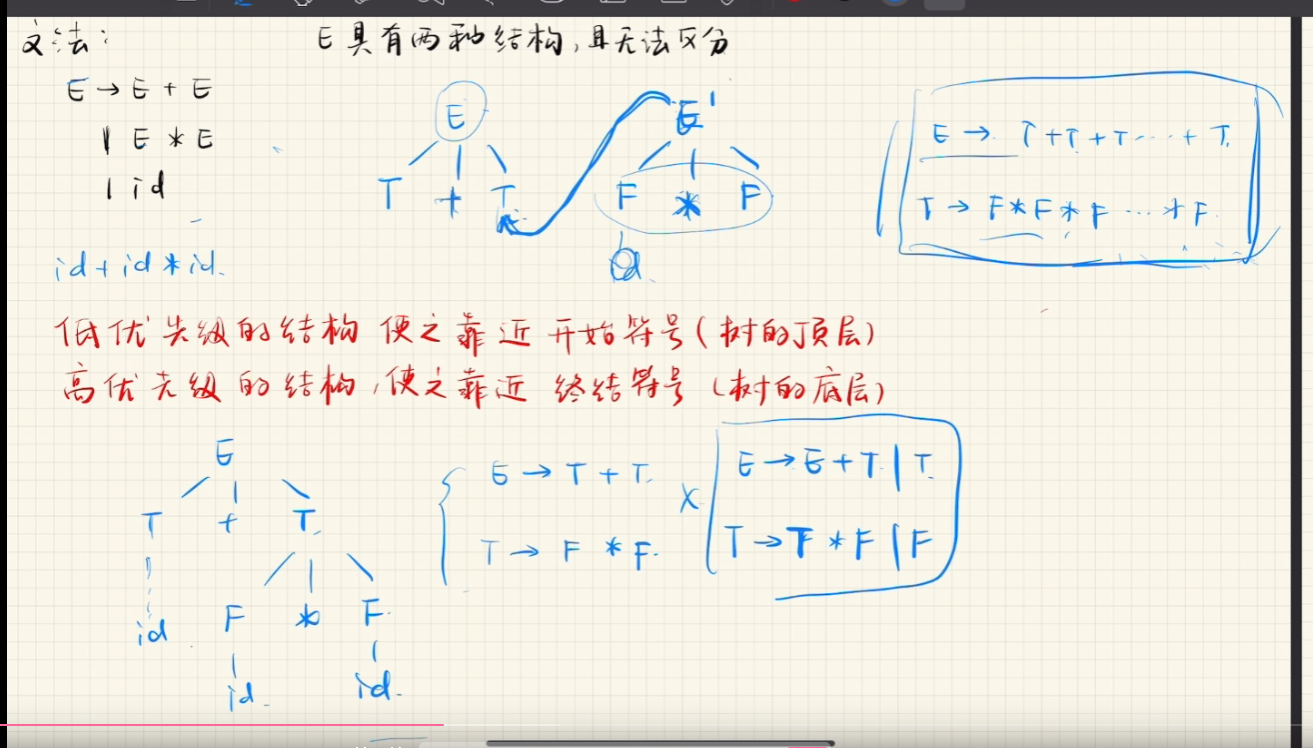 文法：
E具有两种结构，且无法区分
E → E + E
| E * E
| id
id + id * id.
E
T + T
E'
F * F
id.
E → T + T + T ... + T.
T → F * F * F ... * F.
低优先级的结构 使之靠近 开始符号（树的顶层）
高优先级的结构，使之靠近 终结符号（树的底层）
E
T + T.
F * F.
id
id.
id.
E → T + T.
T → F * F.
X
E → E + T. | T.
T → T * F | F